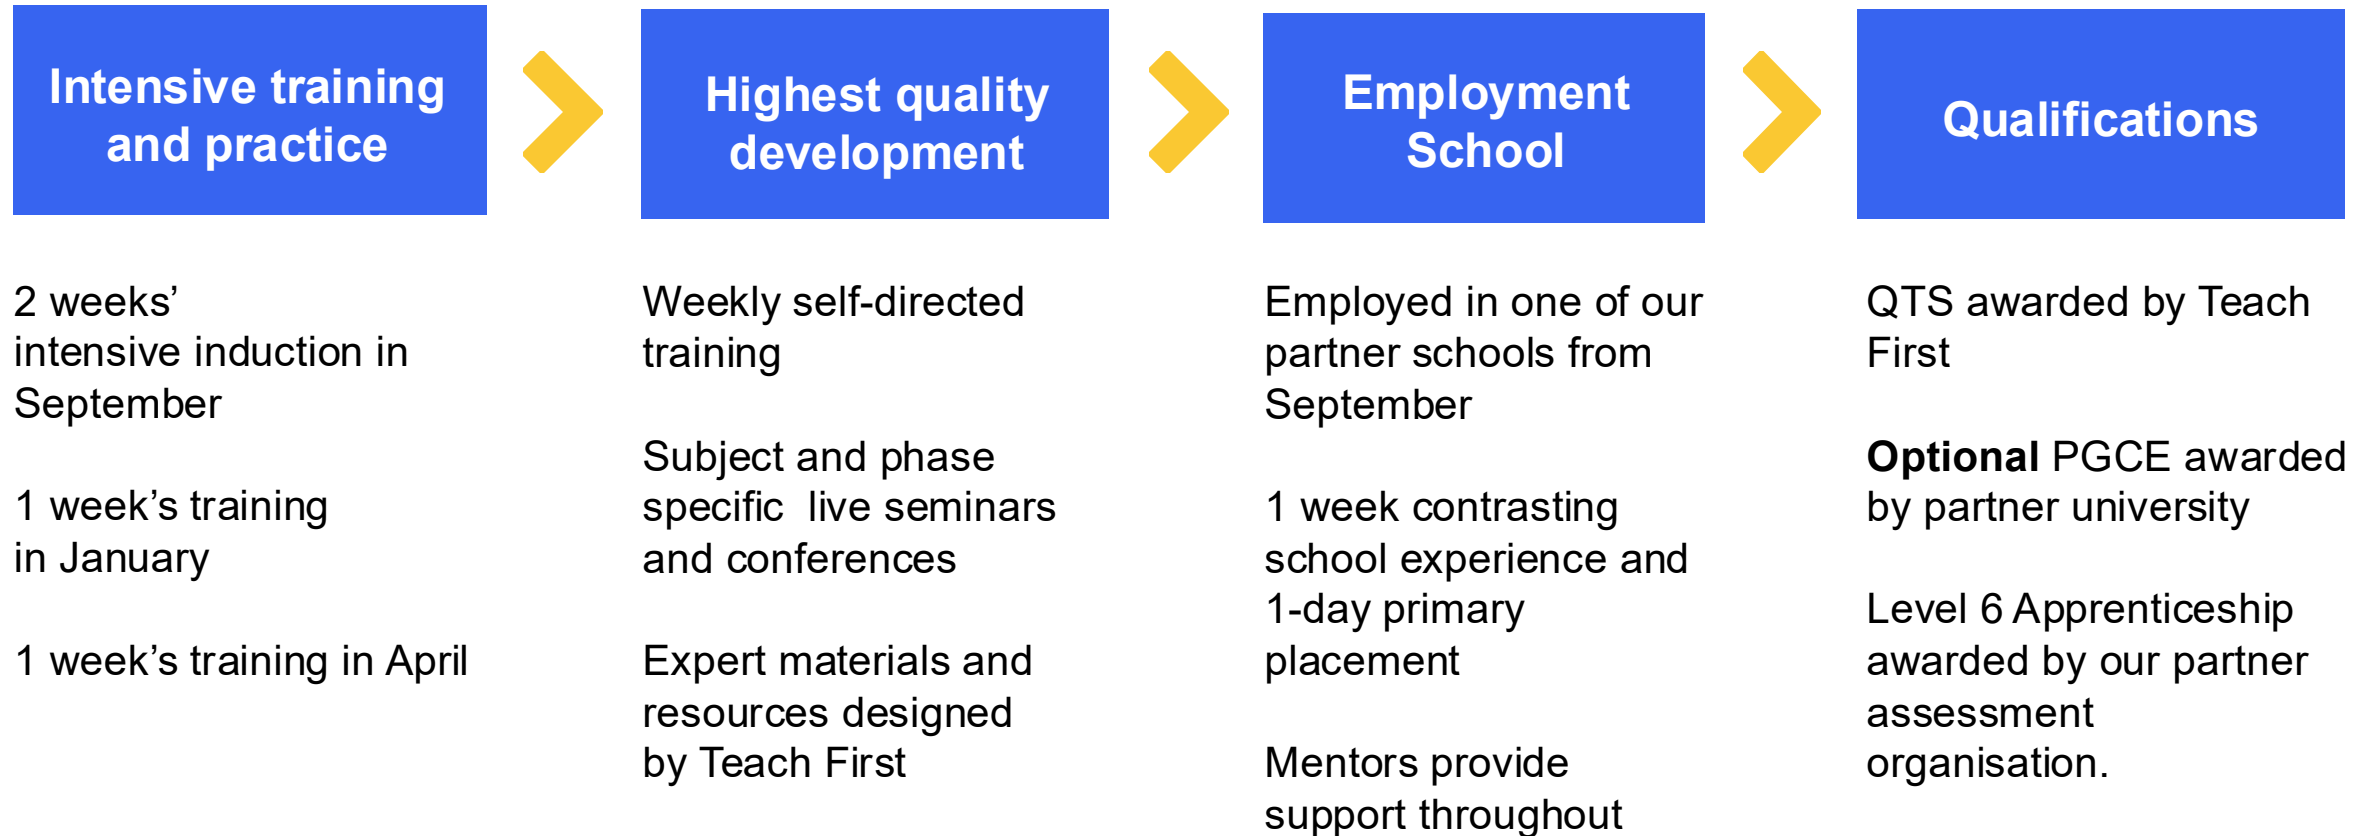 Intensive training
and practice
2 weeks’
intensive induction in
September
1 week’s training
in January
1 week’s training in April
Highest quality
development
Weekly self-directed
training
Subject and phase
specific  live seminars
and conferences
Expert materials and
resources designed
by Teach First
Employment
School
Employed in one of our
partner schools from
September
1 week contrasting
school experience and
1-day primary
placement
Mentors provide
support throughout
Qualifications
QTS awarded by Teach
First
Optional PGCE awarded
by partner university
Level 6 Apprenticeship
awarded by our partner
assessment
organisation.